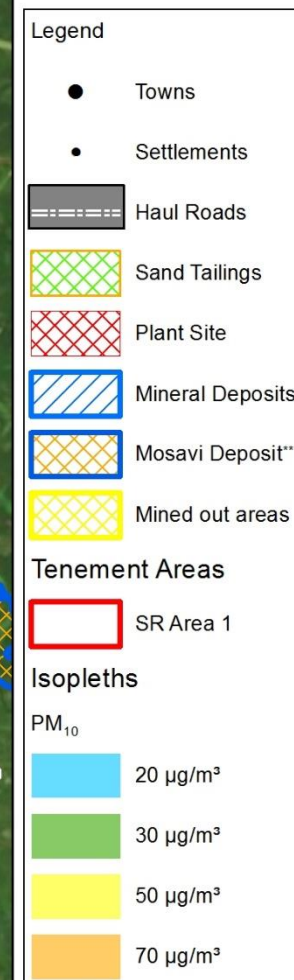 Legend
Towns
Settlements
Haul Roads
Sand Tailings
Plant Site
Mineral Deposits
Mosavi Deposit**
Mined out areas
Tenement Areas
SR Area 1
Isopleths
PM₁₀
20 µg/m³
30 µg/m³
50 µg/m³
70 µg/m³